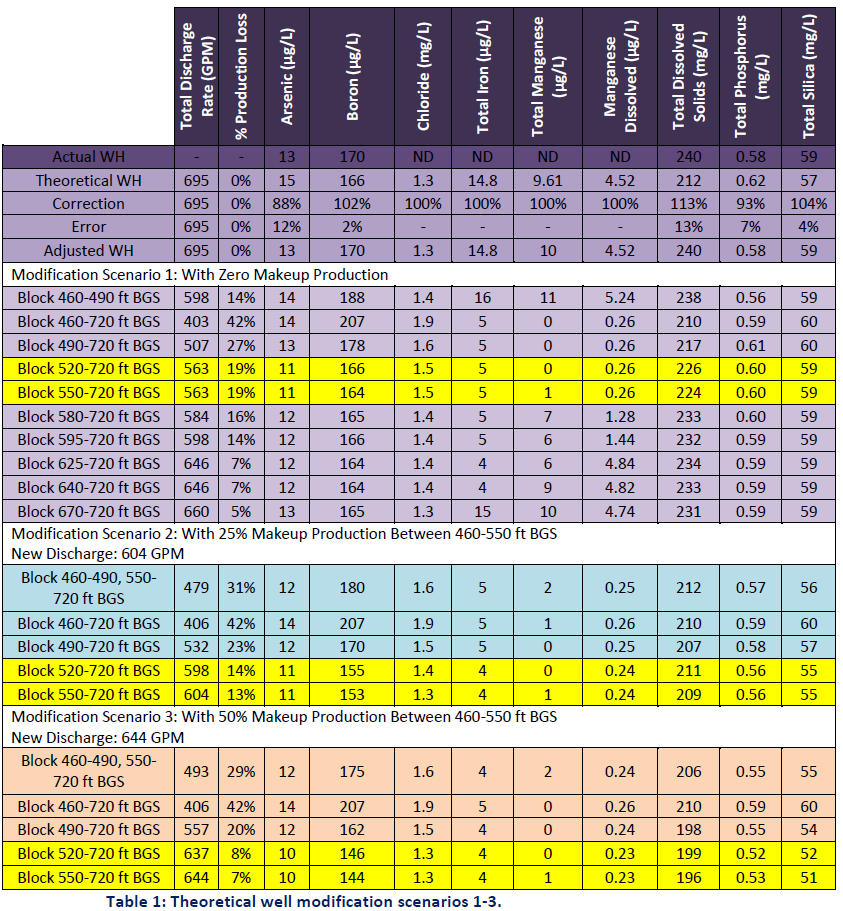 Total Discharge Rate (GPM) % Production Loss Arsenic (µg/L) Boron (µg/L) Chloride (mg/L) Total Iron (µg/L) Total Manganese (µg/L) Manganese Dissolved (µg/L) Total Dissolved Solids (mg/L) Total Phosphorus (mg/L) Total Silica (mg/L)
Actual WH - - 13 170 ND ND ND ND 240 0.58 59
Theoretical WH 695 0% 15 166 1.3 14.8 9.61 4.52 212 0.62 57
Correction 695 0% 88% 102% 100% 100% 100% 100% 113% 93% 104%
Error 695 0% 12% 2% - - - - 13% 7% 4%
Adjusted WH 695 0% 13 170 1.3 14.8 10 4.52 240 0.58 59
Modification Scenario 1: With Zero Makeup Production
Block 460-490 ft BGS 598 14% 14 188 1.4 16 11 5.24 238 0.56 59
Block 460-720 ft BGS 403 42% 14 207 1.9 5 0 0.26 210 0.59 60
Block 490-720 ft BGS 507 27% 13 178 1.6 5 0 0.26 217 0.61 60
Block 520-720 ft BGS 563 19% 11 166 1.5 5 0 0.26 226 0.60 59
Block 550-720 ft BGS 563 19% 11 164 1.5 5 1 0.26 224 0.60 59
Block 580-720 ft BGS 584 16% 12 165 1.4 5 7 1.28 233 0.60 59
Block 595-720 ft BGS 598 14% 12 166 1.4 5 6 1.44 232 0.59 59
Block 625-720 ft BGS 646 7% 12 164 1.4 4 6 4.84 234 0.59 59
Block 640-720 ft BGS 646 7% 12 164 1.4 4 9 4.82 233 0.59 59
Block 670-720 ft BGS 660 5% 13 165 1.3 15 10 4.74 231 0.59 59
Modification Scenario 2: With 25% Makeup Production Between 460-550 ft BGS
New Discharge: 604 GPM
Block 460-490, 550-
720 ft BGS 479 31% 12 180 1.6 5 2 0.25 212 0.57 56
Block 460-720 ft BGS 406 42% 14 207 1.9 5 1 0.26 210 0.59 60
Block 490-720 ft BGS 532 23% 12 170 1.5 5 0 0.25 207 0.58 57
Block 520-720 ft BGS 598 14% 11 155 1.4 4 0 0.24 211 0.56 55
Block 550-720 ft BGS 604 13% 11 153 1.3 4 1 0.24 209 0.56 55
Modification Scenario 3: With 50% Makeup Production Between 460-550 ft BGS
New Discharge: 644 GPM
Block 460-490, 550-
720 ft BGS 493 29% 12 175 1.6 4 2 0.24 206 0.55 55
Block 460-720 ft BGS 406 42% 14 207 1.9 5 0 0.26 210 0.59 60
Block 490-720 ft BGS 557 20% 12 162 1.5 4 0 0.24 198 0.55 54
Block 520-720 ft BGS 637 8% 10 146 1.3 4 0 0.23 199 0.52 52
Block 550-720 ft BGS 644 7% 10 144 1.3 4 1 0.23 196 0.53 51
Table 1: Theoretical well modification scenarios 1-3.